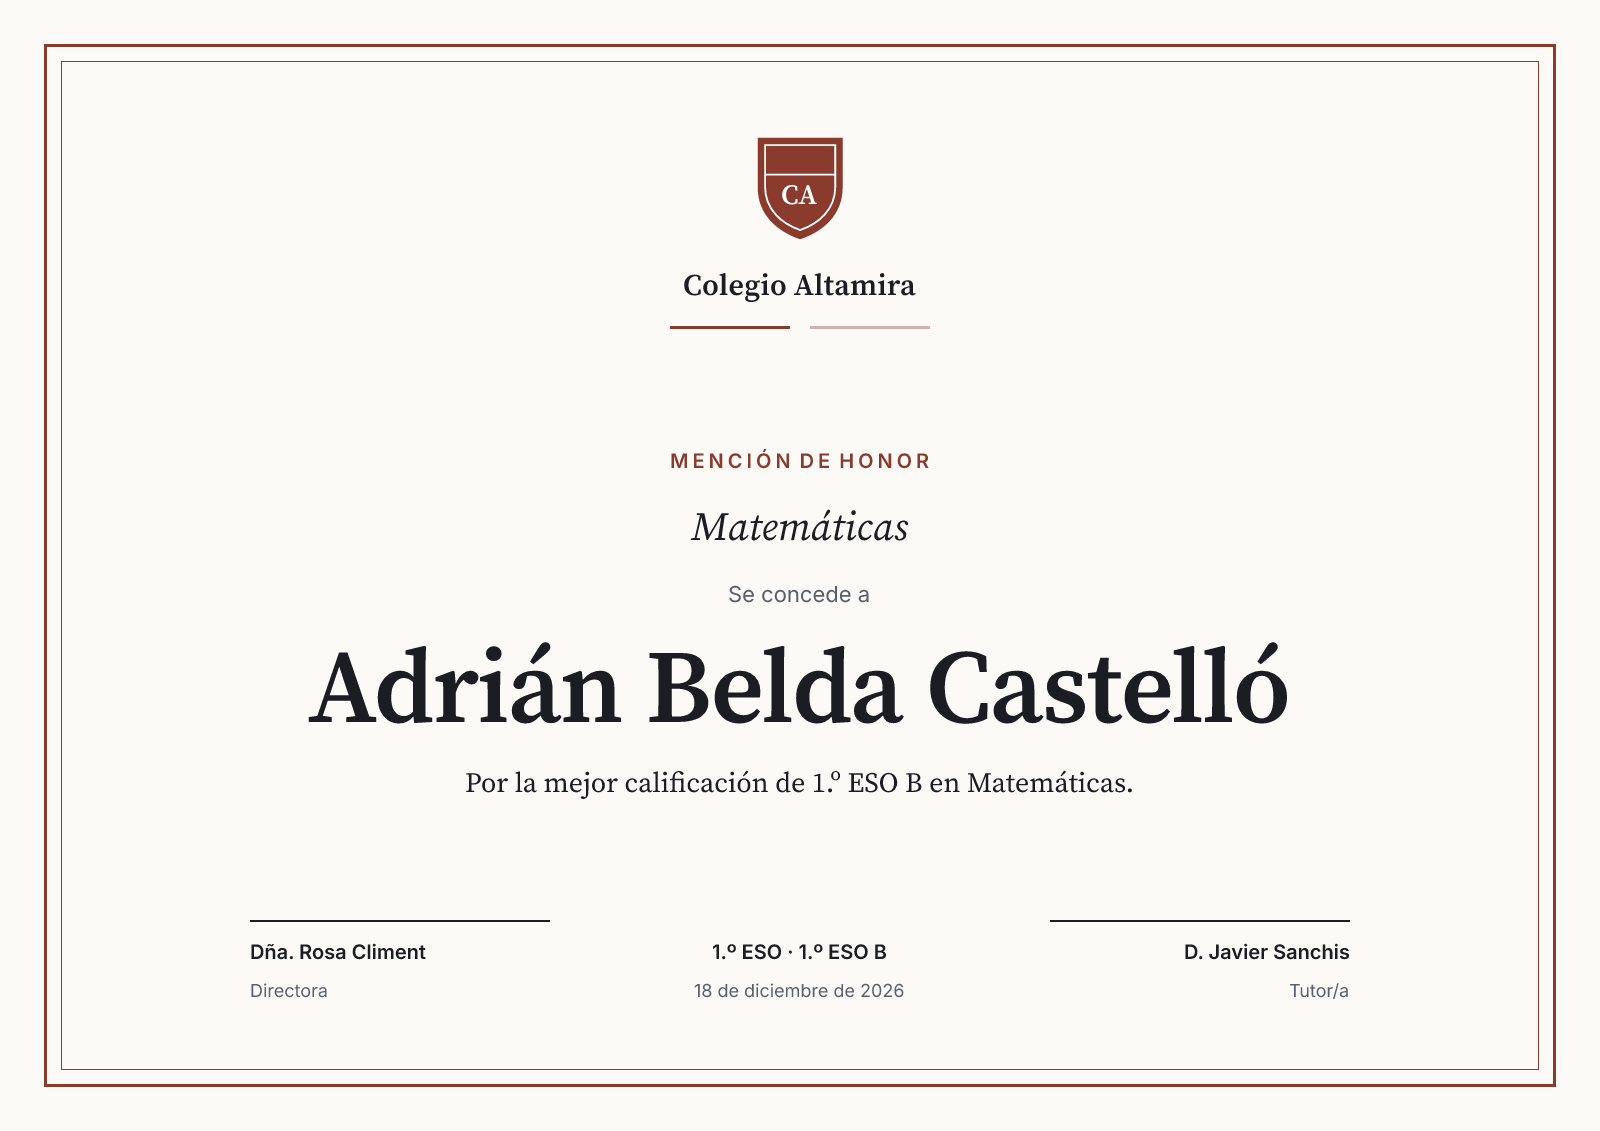 CA
Colegio Altamira
MENCIÓN DE HONOR
Matemáticas
Se concede a
Adrián Belda Castelló
Por la mejor calificación de 1.º ESO B en Matemáticas.
Dña. Rosa Climent
Directora
1.º ESO · 1.º ESO B
18 de diciembre de 2026
D. Javier Sanchis
Tutor/a